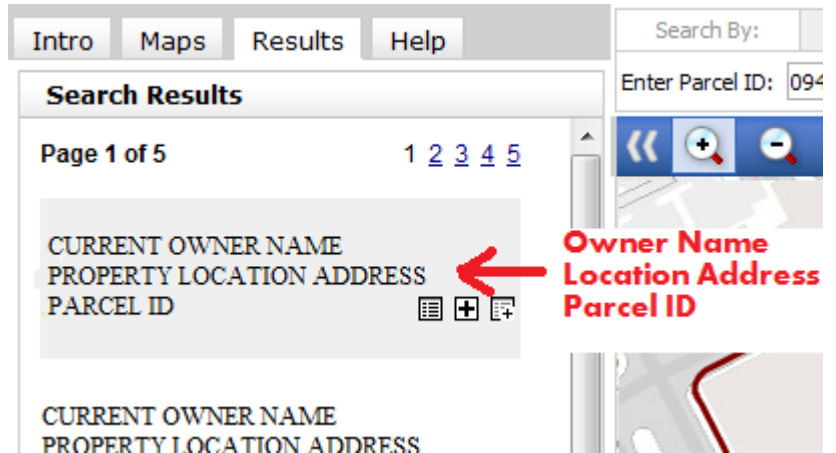 Intro Maps Results Help
Search By:
Enter Parcel ID: 094
Search Results
Page 1 of 5 1 2 3 4 5
CURRENT OWNER NAME
PROPERTY LOCATION ADDRESS
PARCEL ID
Owner Name
Location Address
Parcel ID
CURRENT OWNER NAME
PROPERTY LOCATION ADDRESS